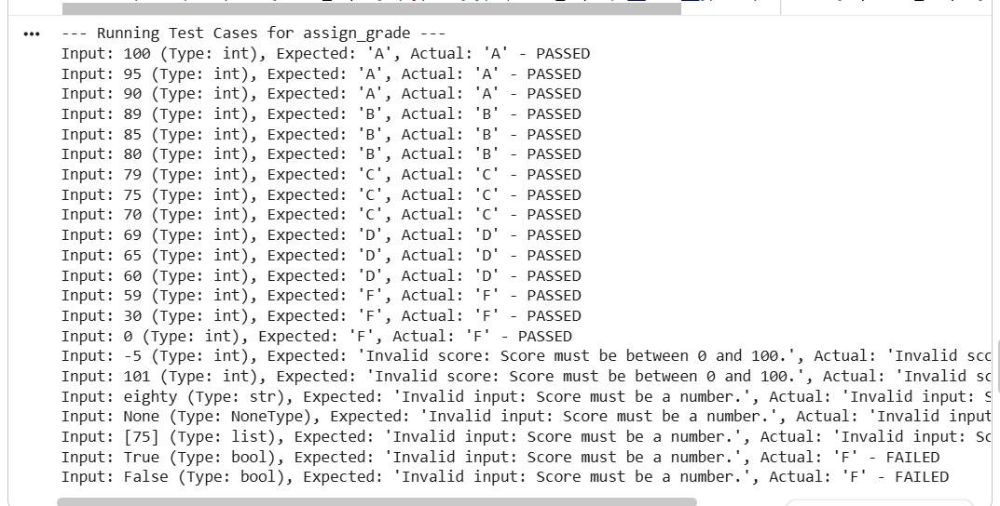 --- Running Test Cases for assign_grade ---
Input: 100 (Type: int), Expected: 'A', Actual: 'A' - PASSED
Input: 95 (Type: int), Expected: 'A', Actual: 'A' - PASSED
Input: 90 (Type: int), Expected: 'A', Actual: 'A' - PASSED
Input: 89 (Type: int), Expected: 'B', Actual: 'B' - PASSED
Input: 85 (Type: int), Expected: 'B', Actual: 'B' - PASSED
Input: 80 (Type: int), Expected: 'B', Actual: 'B' - PASSED
Input: 79 (Type: int), Expected: 'C', Actual: 'C' - PASSED
Input: 75 (Type: int), Expected: 'C', Actual: 'C' - PASSED
Input: 70 (Type: int), Expected: 'C', Actual: 'C' - PASSED
Input: 69 (Type: int), Expected: 'D', Actual: 'D' - PASSED
Input: 65 (Type: int), Expected: 'D', Actual: 'D' - PASSED
Input: 60 (Type: int), Expected: 'D', Actual: 'D' - PASSED
Input: 59 (Type: int), Expected: 'F', Actual: 'F' - PASSED
Input: 30 (Type: int), Expected: 'F', Actual: 'F' - PASSED
Input: 0 (Type: int), Expected: 'F', Actual: 'F' - PASSED
Input: -5 (Type: int), Expected: 'Invalid score: Score must be between 0 and 100.', Actual: 'Invalid
Input: 101 (Type: int), Expected: 'Invalid score: Score must be between 0 and 100.', Actual: 'Invalid
Input: eighty (Type: str), Expected: 'Invalid input: Score must be a number.', Actual: 'Invalid input:
Input: None (Type: NoneType), Expected: 'Invalid input: Score must be a number.', Actual: 'Invalid input
Input: [75] (Type: list), Expected: 'Invalid input: Score must be a number.', Actual: 'Invalid input:
Input: True (Type: bool), Expected: 'Invalid input: Score must be a number.', Actual: 'F' - FAILED
Input: False (Type: bool), Expected: 'Invalid input: Score must be a number.', Actual: 'F' - FAILED